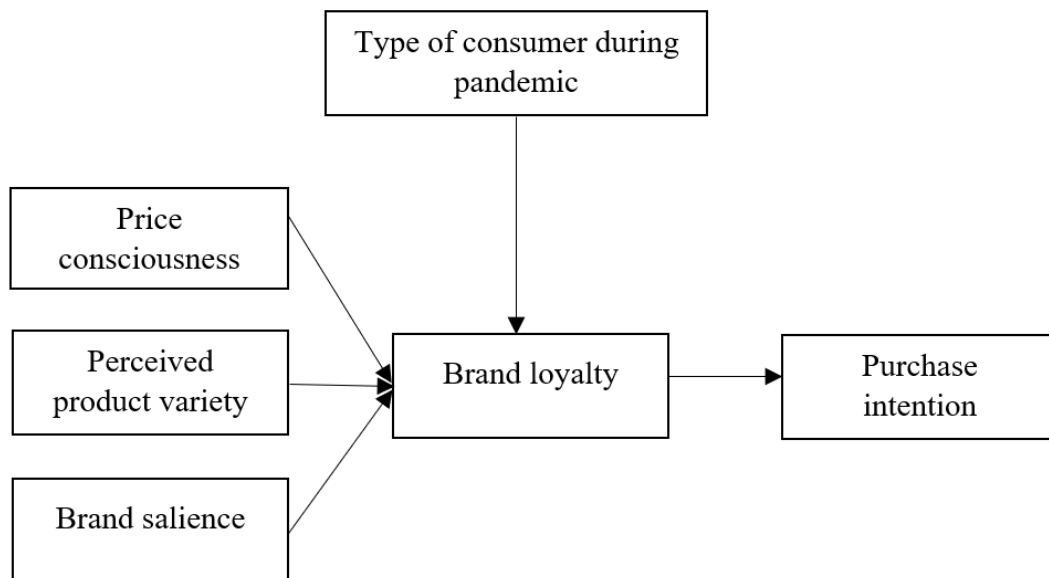 Type of consumer during
pandemic
Price
consciousness
Perceived
product variety
Brand loyalty
Purchase
intention
Brand salience